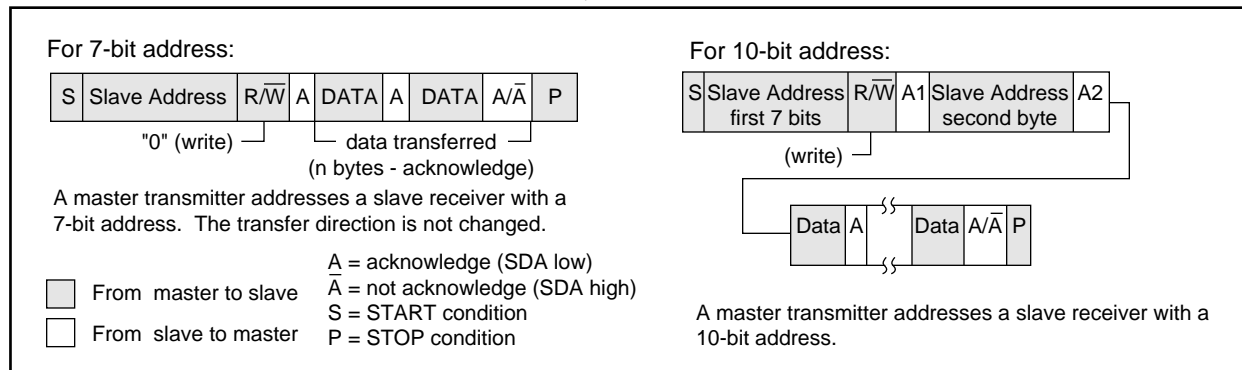 For 7-bit address:
S Slave Address R/W̅ A DATA A DATA A/A̅ P
"0" (write) data transferred
(n bytes - acknowledge)
A master transmitter addresses a slave receiver with a
7-bit address. The transfer direction is not changed.
From master to slave
From slave to master
A = acknowledge (SDA low)
A̅ = not acknowledge (SDA high)
S = START condition
P = STOP condition
For 10-bit address:
S Slave Address first 7 bits R/W̅ A1 Slave Address second byte A2
(write)
Data A Data A/A̅ P
A master transmitter addresses a slave receiver with a
10-bit address.